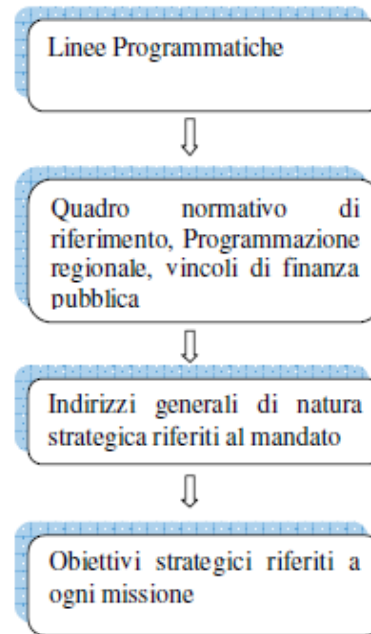 Linee Programmatiche
Quadro normativo di
riferimento, Programmazione
regionale, vincoli di finanza
pubblica
Indirizzi generali di natura
strategica riferiti al mandato
Obiettivi strategici riferiti a
ogni missione